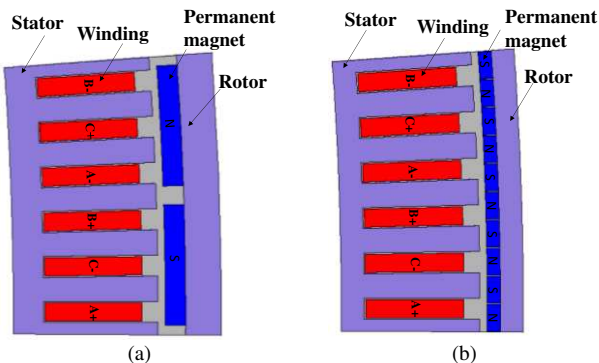 Stator
Winding
Permanent
magnet
Rotor
B-
C+
A-
B+
C-
A+
N
S
(a)
Stator
Winding
Permanent
magnet
Rotor
B-
C+
A-
B+
C-
A+
S
N
S
N
S
N
S
N
S
N
(b)